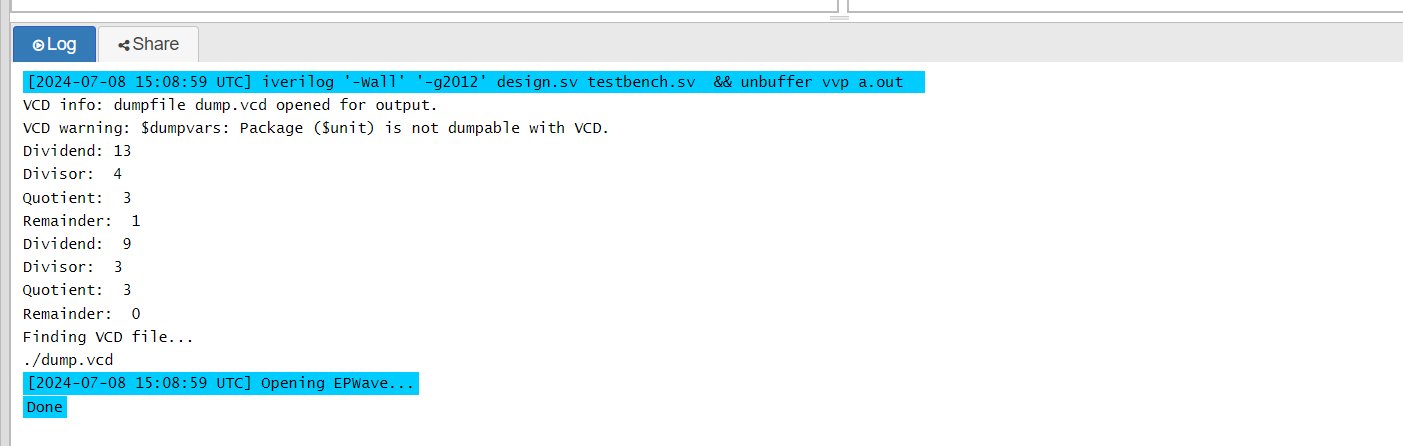 Log Share
[2024-07-08 15:08:59 UTC] iverilog '-Wall' '-g2012' design.sv testbench.sv  && unbuffer vvp a.out
VCD info: dumpfile dump.vcd opened for output.
VCD warning: $dumpvars: Package ($unit) is not dumpable with VCD.
Dividend: 13
Divisor:  4
Quotient:  3
Remainder:  1
Dividend:  9
Divisor:  3
Quotient:  3
Remainder:  0
Finding VCD file...
./dump.vcd
[2024-07-08 15:08:59 UTC] Opening EPWave...
Done